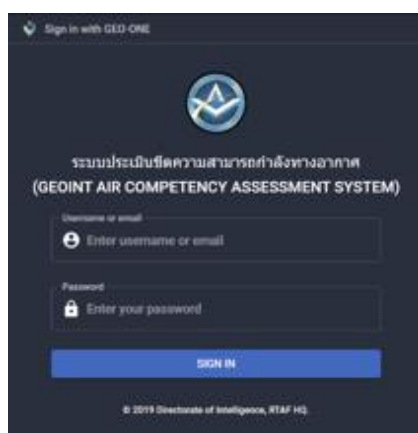 Sign in with GEO-ONE
ระบบประเมินขีดความสามารถกำลังทางอากาศ
(GEOINT AIR COMPETENCY ASSESSMENT SYSTEM)
Username or email
Enter username or email
Password
Enter your password
SIGN IN
© 2019 Directorate of Intelligence, RTAF HQ.